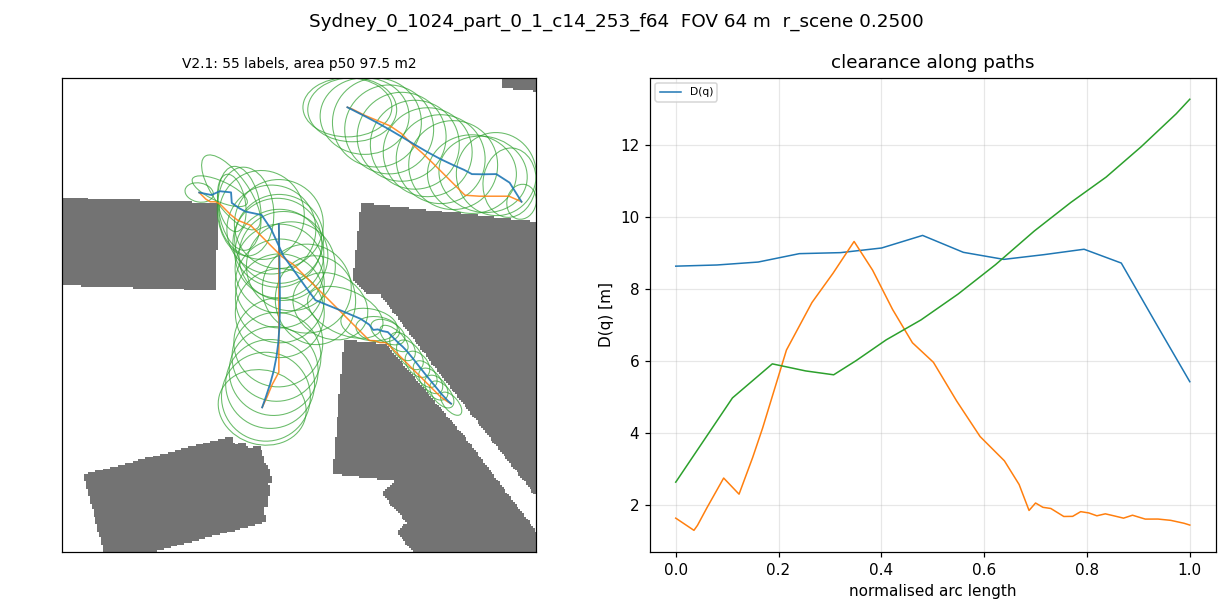 Sydney_0_1024_part_0_1_c14_253_f64  FOV 64 m  r_scene 0.2500
V2.1: 55 labels, area p50 97.5 m2
clearance along paths
D(q)
D(q) [m]
12
10
8
6
4
2
0.0 0.2 0.4 0.6 0.8 1.0
normalised arc length